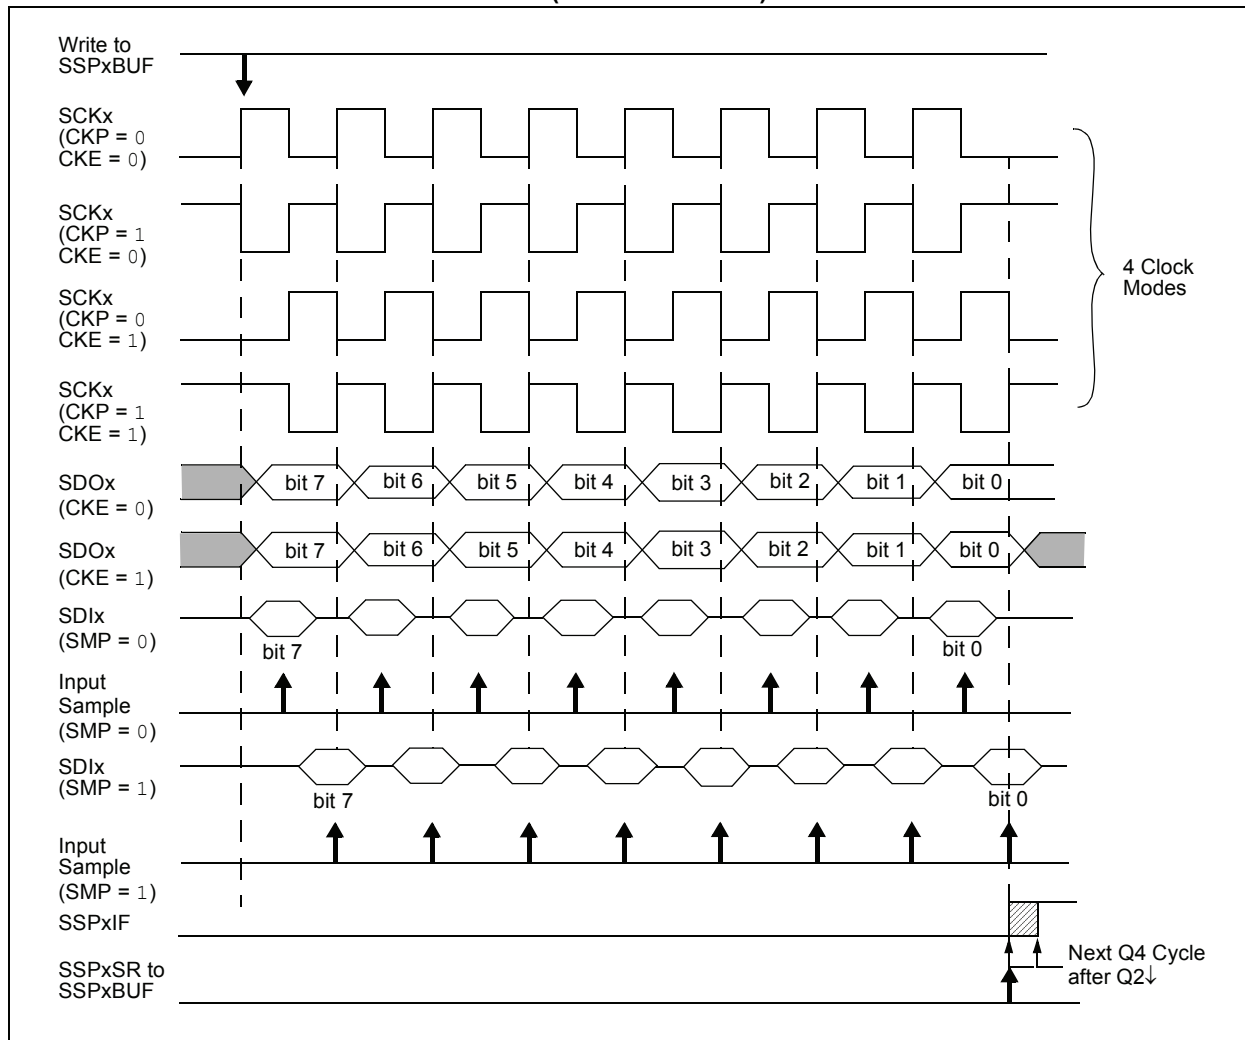 Write to
SSPxBUF
SCKx
(CKP = 0
CKE = 0)
SCKx
(CKP = 1
CKE = 0)
SCKx
(CKP = 0
CKE = 1)
SCKx
(CKP = 1
CKE = 1)
4 Clock
Modes
SDOx
(CKE = 0)
bit 7 bit 6 bit 5 bit 4 bit 3 bit 2 bit 1 bit 0
SDOx
(CKE = 1)
bit 7 bit 6 bit 5 bit 4 bit 3 bit 2 bit 1 bit 0
SDIx
(SMP = 0)
bit 7 bit 0
Input
Sample
(SMP = 0)
SDIx
(SMP = 1)
bit 7 bit 0
Input
Sample
(SMP = 1)
SSPxIF
SSPxSR to
SSPxBUF
Next Q4 Cycle
after Q2↓